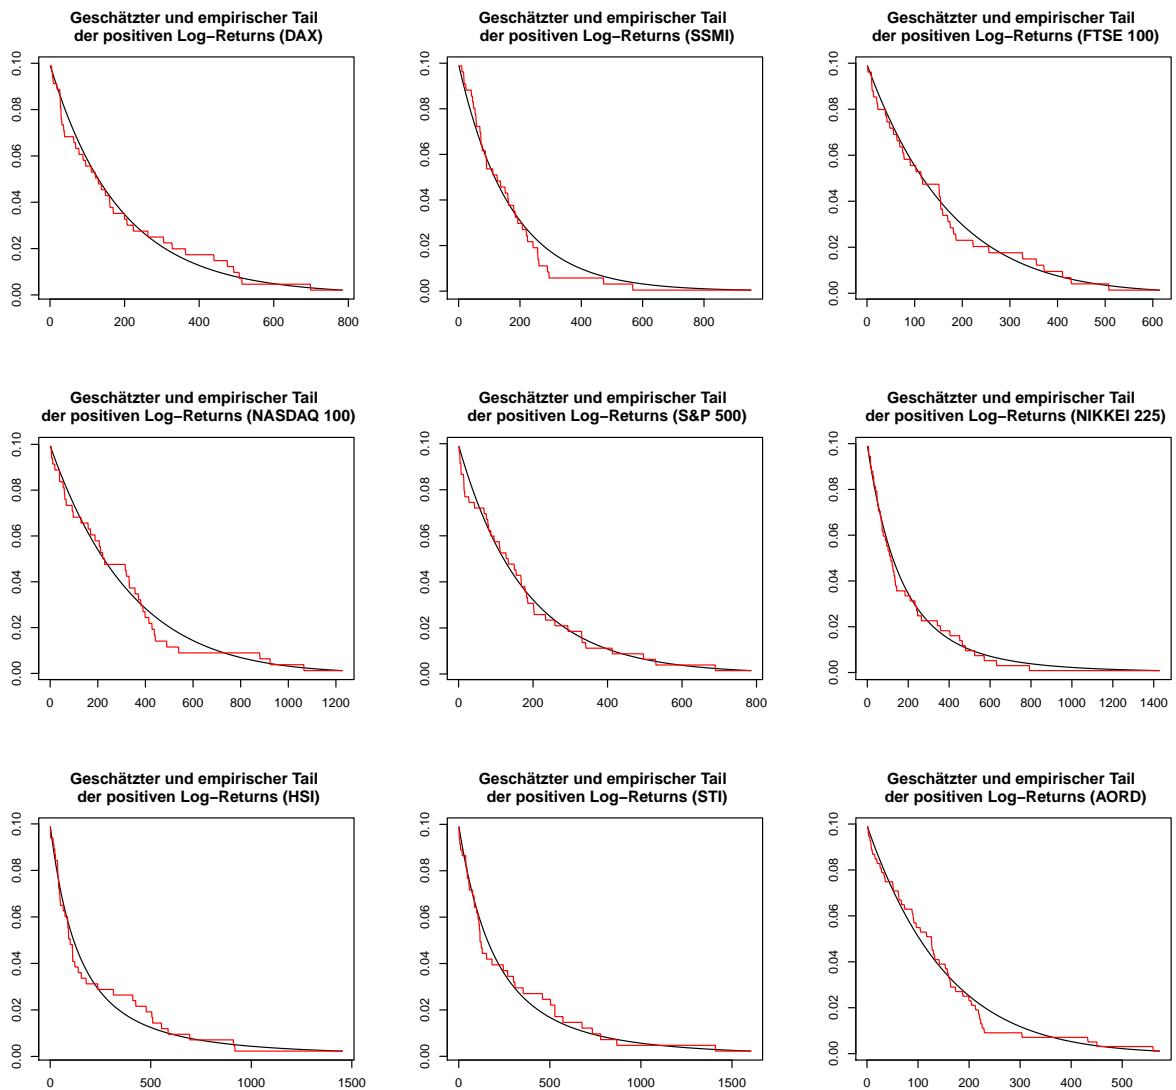 Geschätzter und empirischer Tail
der positiven Log−Returns (DAX)
0.00 0.02 0.04 0.06 0.08 0.10
0 200 400 600 800
Geschätzter und empirischer Tail
der positiven Log−Returns (SSMI)
0.00 0.02 0.04 0.06 0.08 0.10
0 200 400 600 800
Geschätzter und empirischer Tail
der positiven Log−Returns (FTSE 100)
0.00 0.02 0.04 0.06 0.08 0.10
0 100 200 300 400 500 600
Geschätzter und empirischer Tail
der positiven Log−Returns (NASDAQ 100)
0.00 0.02 0.04 0.06 0.08 0.10
0 200 400 600 800 1000 1200
Geschätzter und empirischer Tail
der positiven Log−Returns (S&P 500)
0.00 0.02 0.04 0.06 0.08 0.10
0 200 400 600 800
Geschätzter und empirischer Tail
der positiven Log−Returns (NIKKEI 225)
0.00 0.02 0.04 0.06 0.08 0.10
0 200 400 600 800 1000 1400
Geschätzter und empirischer Tail
der positiven Log−Returns (HSI)
0.00 0.02 0.04 0.06 0.08 0.10
0 500 1000 1500
Geschätzter und empirischer Tail
der positiven Log−Returns (STI)
0.00 0.02 0.04 0.06 0.08 0.10
0 500 1000 1500
Geschätzter und empirischer Tail
der positiven Log−Returns (AORD)
0.00 0.02 0.04 0.06 0.08 0.10
0 100 200 300 400 500